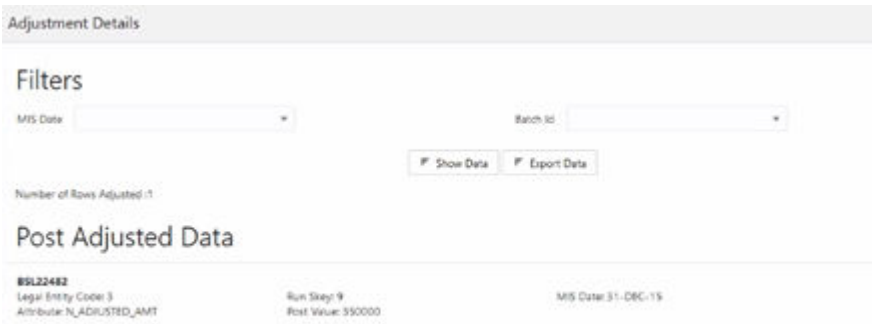 Adjustment Details
Filters
MIS Date Batch Id
Show Data Export Data
Number of Rows Adjusted :1
Post Adjusted Data
BSL22482
Legal Entity Code: 3 Run Skey: 9 MIS Date: 31-DEC-15
Attribute: N_ADJUSTED_AMT Post Value: 350000